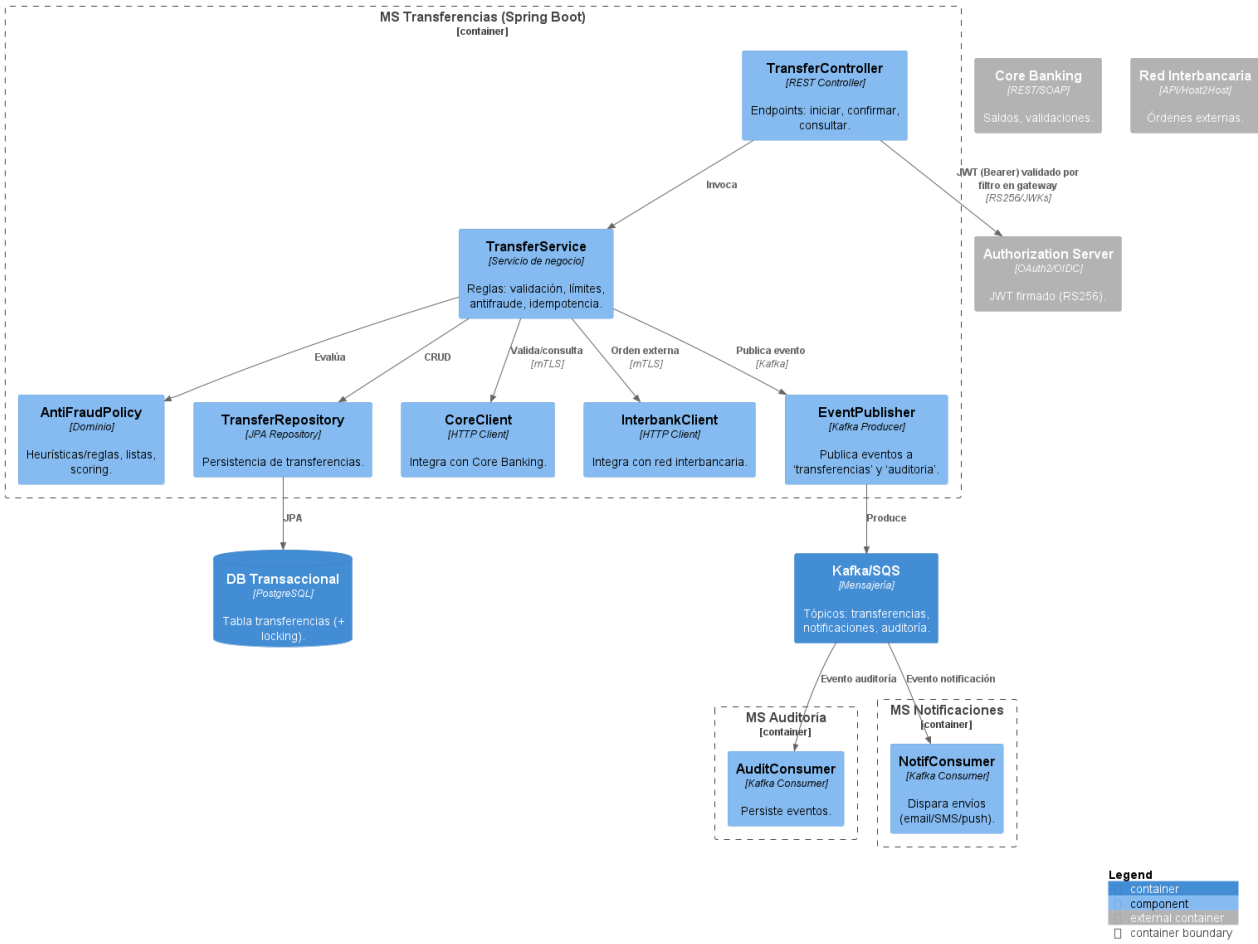 MS Transferencias (Spring Boot)
[container]
TransferController
[REST Controller]
Endpoints: iniciar, confirmar,
consultar.
Core Banking
[REST/SOAP]
Saldos, validaciones.
Red Interbancaria
[API/Host2Host]
Órdenes externas.
JWT (Bearer) validado por
filtro en gateway
[RS256/JWKs]
Invoca
TransferService
[Servicio de negocio]
Reglas: validación, límites,
antifraude, idempotencia.
Authorization Server
[OAuth2/OIDC]
JWT firmado (RS256).
Evalúa
CRUD
Valida/consulta
[mTLS]
Orden externa
[mTLS]
Publica evento
[Kafka]
AntiFraudPolicy
[Dominio]
Heurísticas/reglas, listas,
scoring.
TransferRepository
[JPA Repository]
Persistencia de transferencias.
CoreClient
[HTTP Client]
Integra con Core Banking.
InterbankClient
[HTTP Client]
Integra con red interbancaria.
EventPublisher
[Kafka Producer]
Publica eventos a
‘transferencias’ y ‘auditoria’.
JPA
Produce
DB Transaccional
[PostgreSQL]
Tabla transferencias (+
locking).
Kafka/SQS
[Mensajería]
Tópicos: transferencias,
notificaciones, auditoría.
Evento auditoría
Evento notificación
MS Auditoría
[container]
AuditConsumer
[Kafka Consumer]
Persiste eventos.
MS Notificaciones
[container]
NotifConsumer
[Kafka Consumer]
Dispara envíos
(email/SMS/push).
Legend
container
component
external container
container boundary